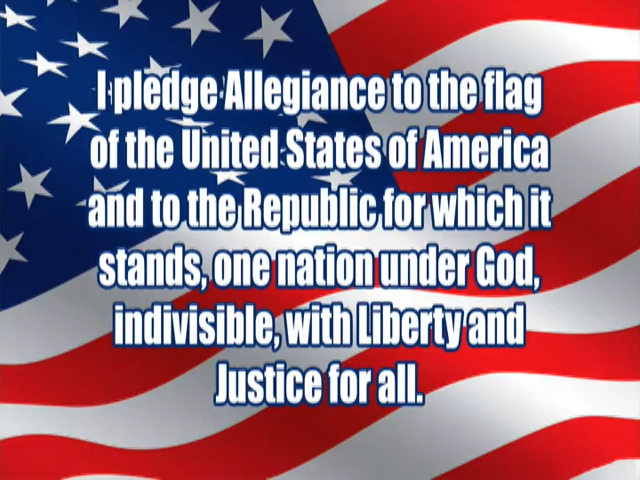 I pledge Allegiance to the flag
of the United States of America
and to the Republic for which it
stands, one nation under God,
indivisible, with Liberty and
Justice for all.